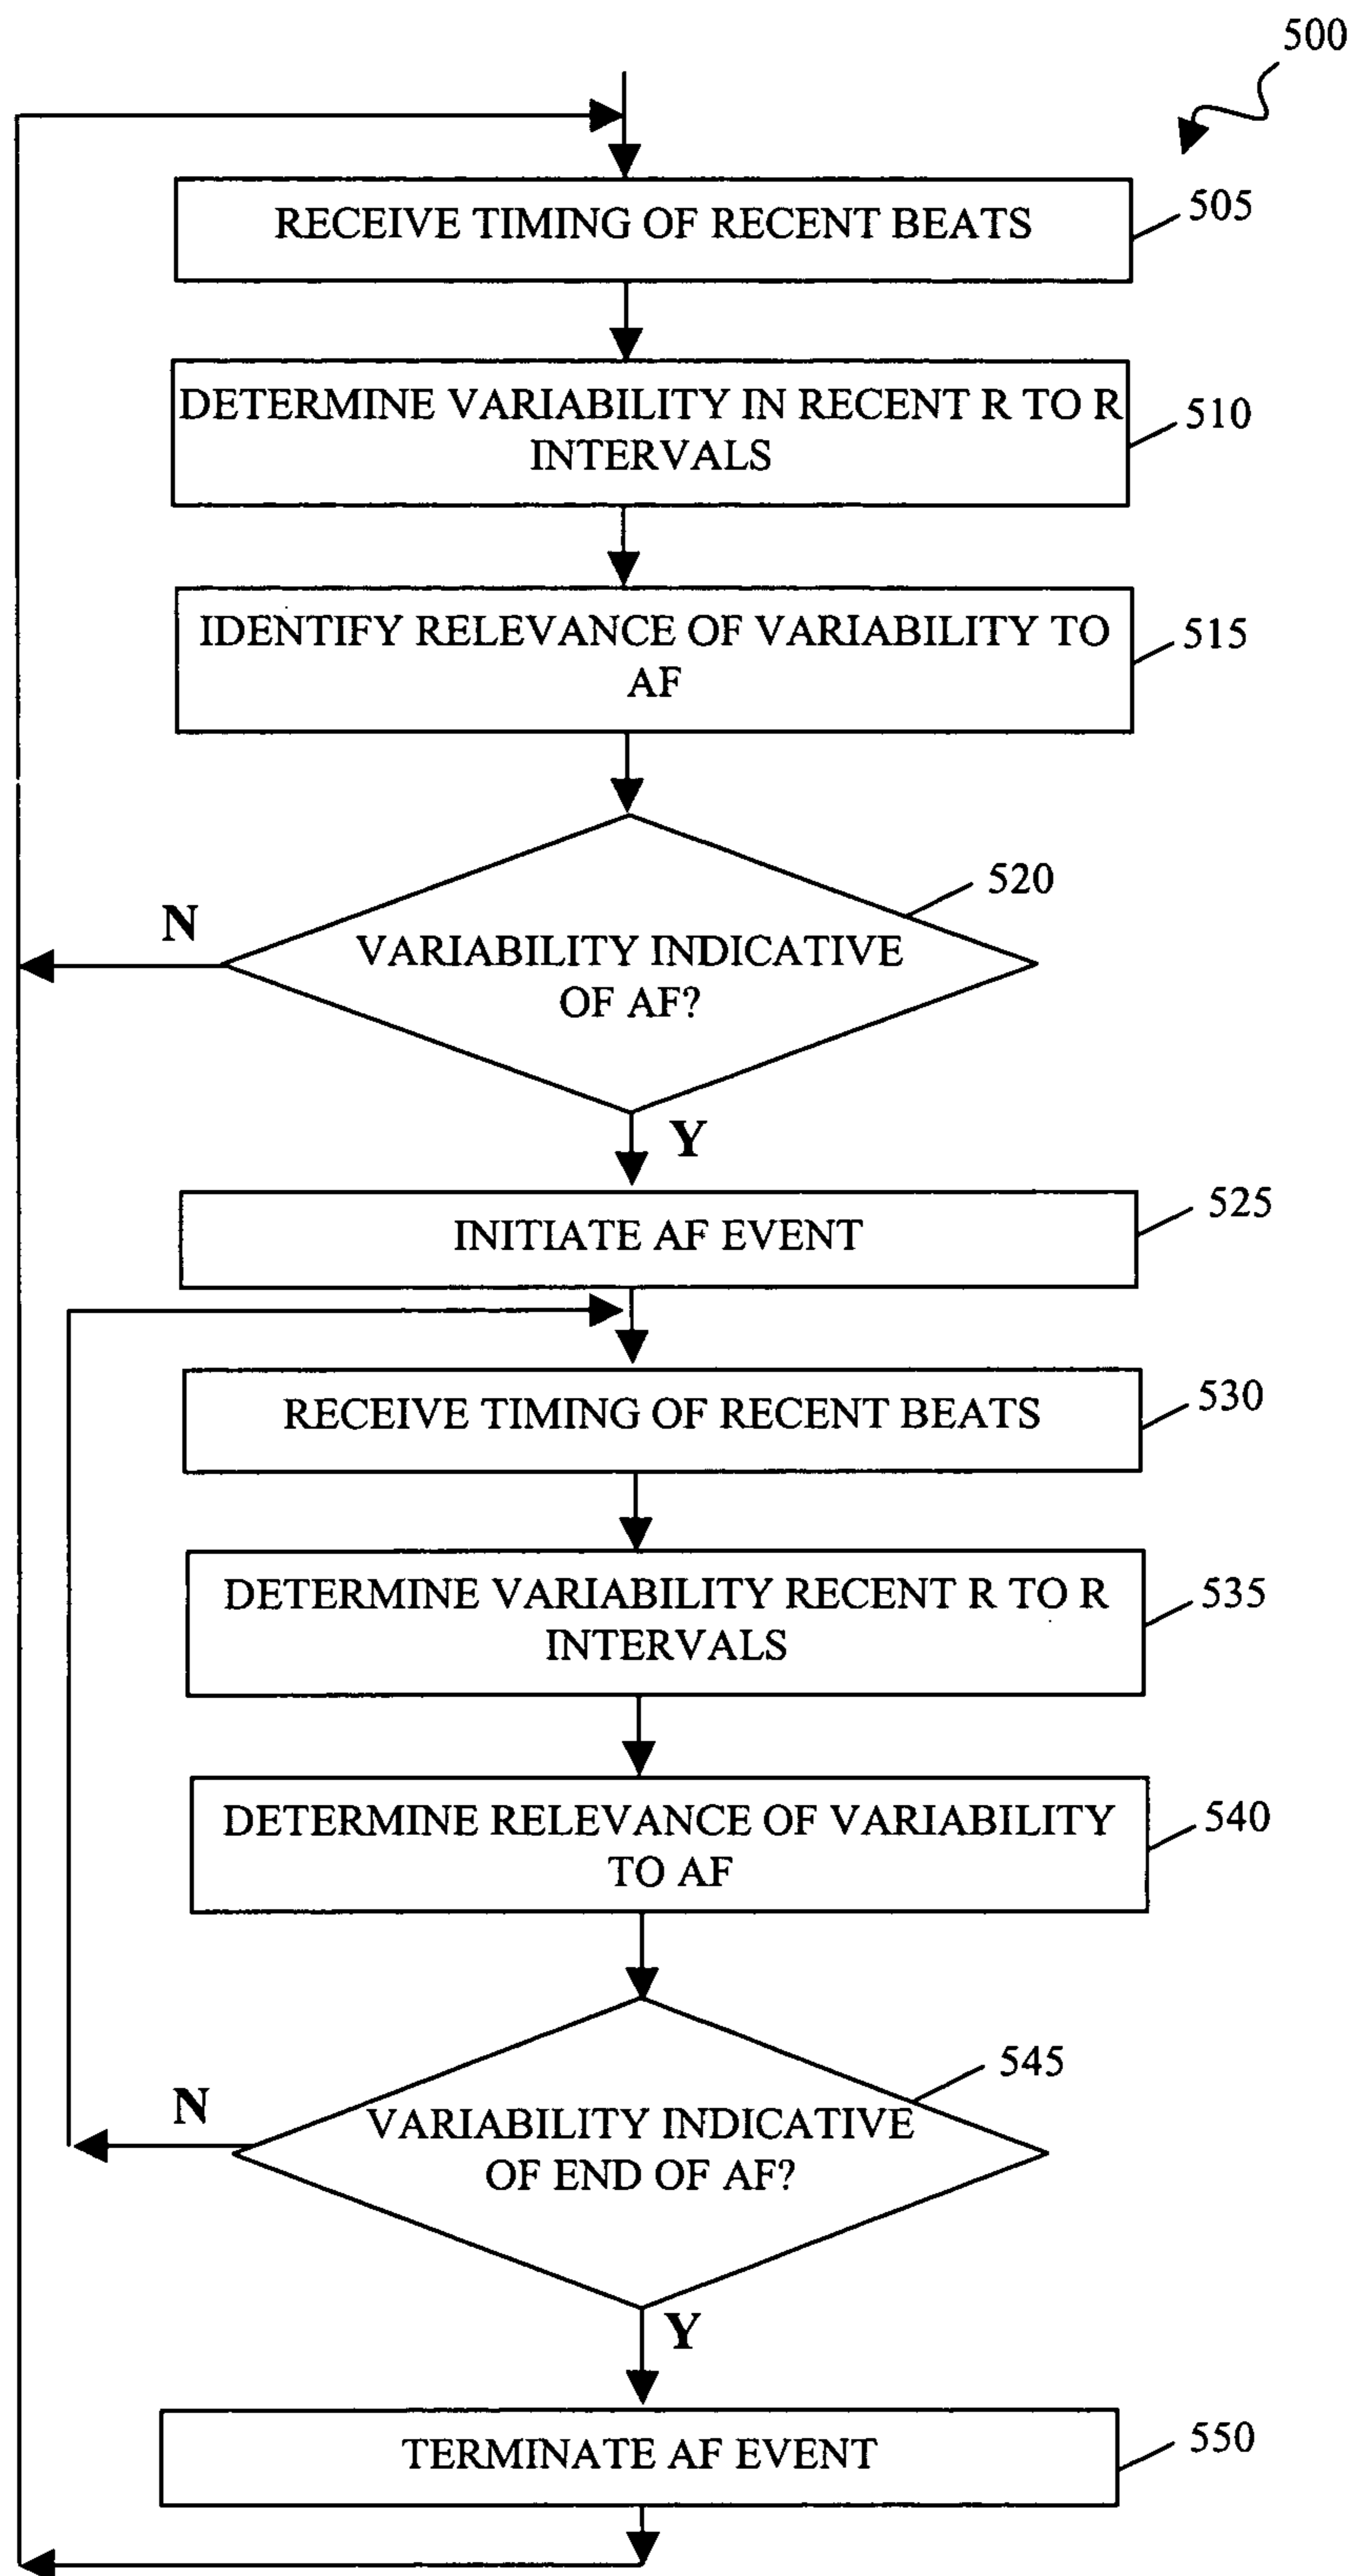 500
RECEIVE TIMING OF RECENT BEATS
505
DETERMINE VARIABILITY IN RECENT R TO R
INTERVALS
510
IDENTIFY RELEVANCE OF VARIABILITY TO
AF
515
520
N
VARIABILITY INDICATIVE
OF AF?
Y
INITIATE AF EVENT
525
RECEIVE TIMING OF RECENT BEATS
530
DETERMINE VARIABILITY RECENT R TO R
INTERVALS
535
DETERMINE RELEVANCE OF VARIABILITY
TO AF
540
545
N
VARIABILITY INDICATIVE
OF END OF AF?
Y
TERMINATE AF EVENT
550